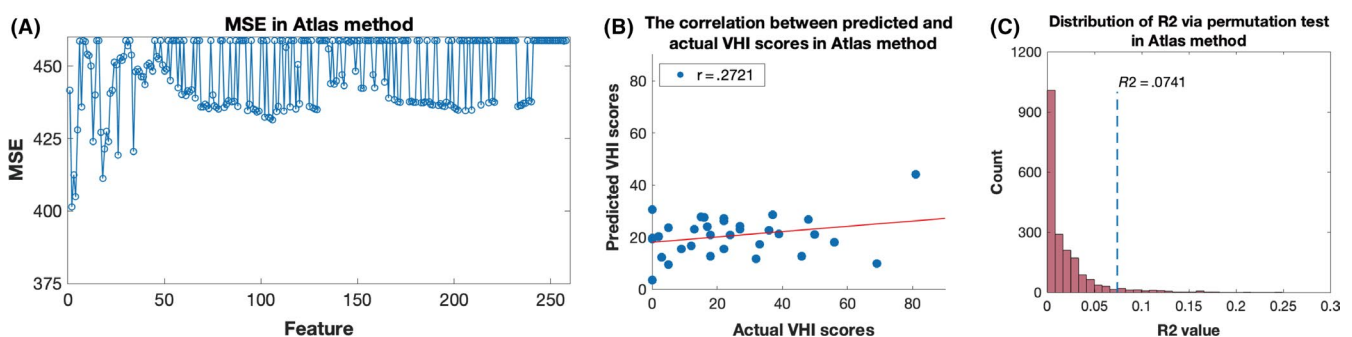 (A)
MSE in Atlas method
MSE
450
425
400
375
0 50 100 150 200 250
Feature
(B)
The correlation between predicted and
actual VHI scores in Atlas method
r = .2721
Predicted VHI scores
80
60
40
20
0
0 20 40 60 80
Actual VHI scores
(C)
Distribution of R2 via permutation test
in Atlas method
R2 = .0741
Count
1200
900
600
300
0
0 0.05 0.1 0.15 0.2 0.25 0.3
R2 value